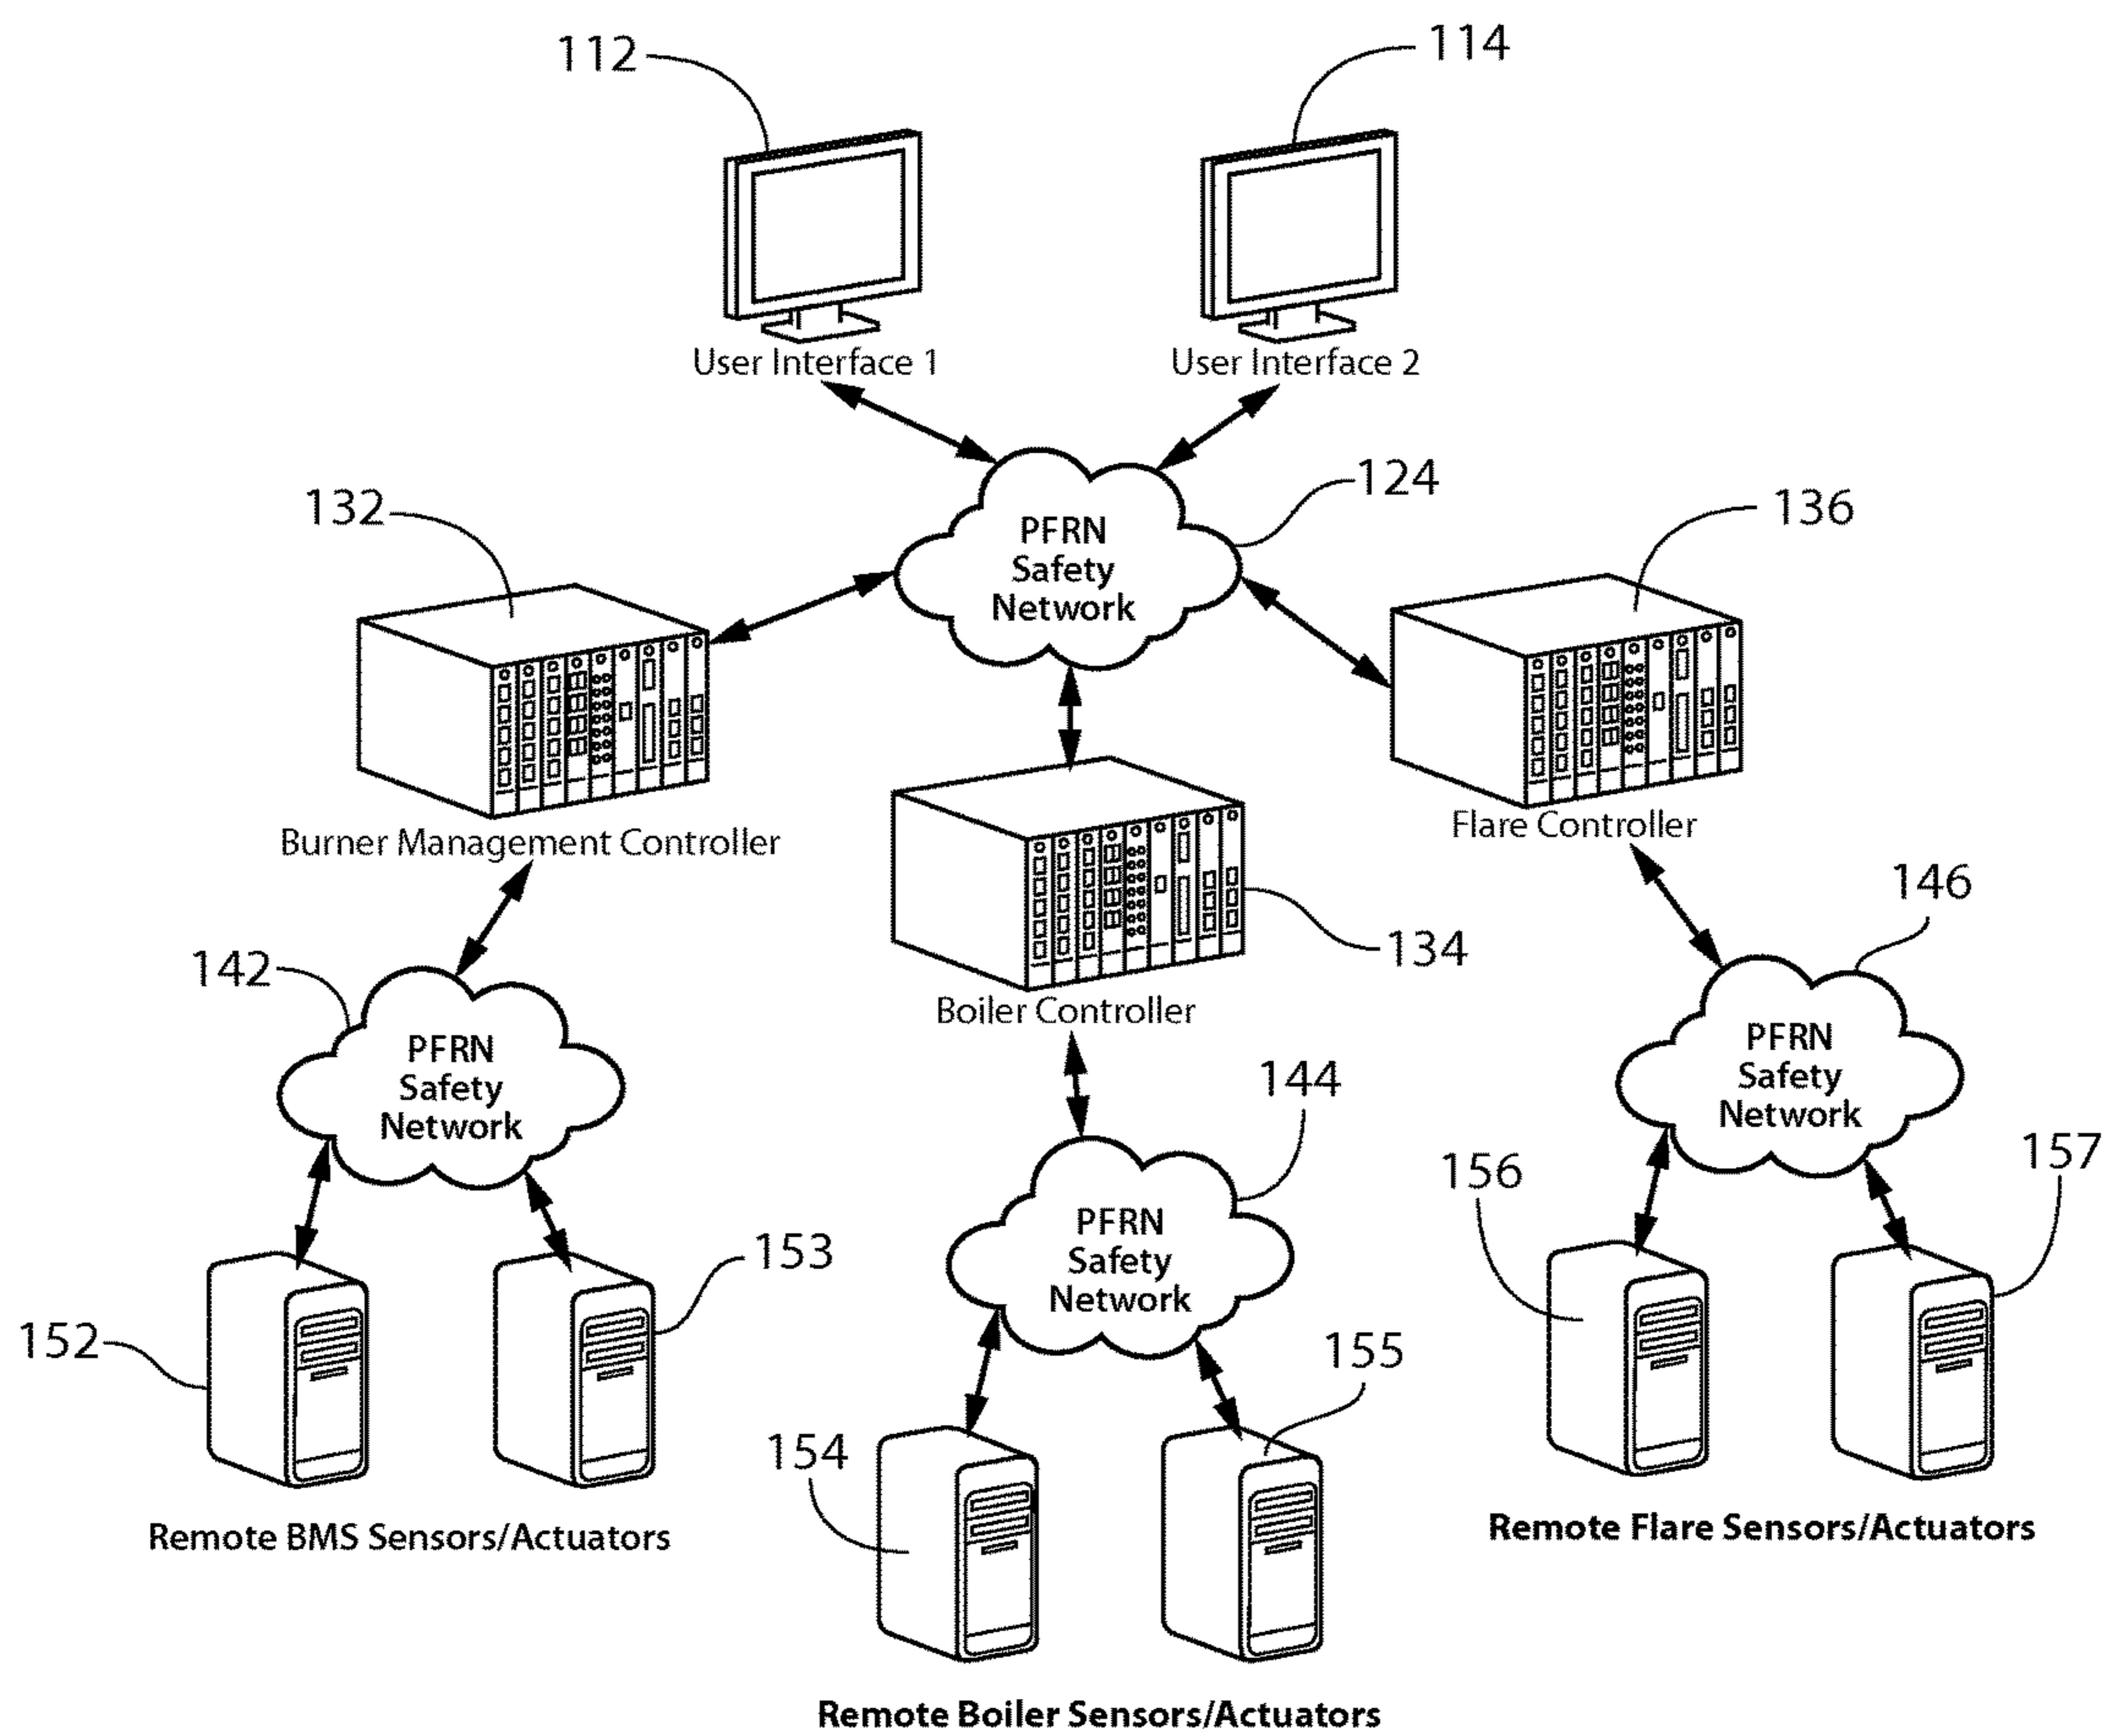 112
114
User Interface 1
User Interface 2
124
132
136
PFRN
Safety
Network
Burner Management Controller
Flare Controller
134
146
142
Boiler Controller
PFRN
Safety
Network
PFRN
Safety
Network
144
156
157
153
PFRN
Safety
Network
152
155
154
Remote BMS Sensors/Actuators
Remote Flare Sensors/Actuators
Remote Boiler Sensors/Actuators